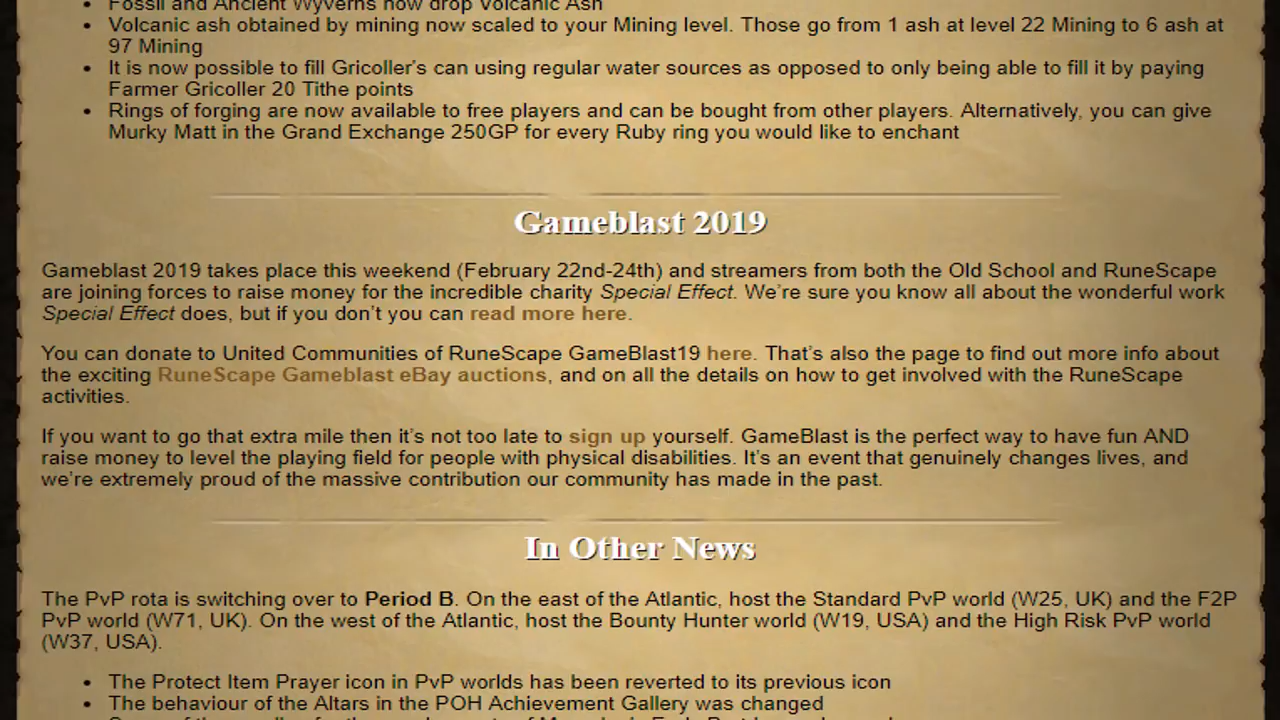 Fossil and Ancient Wyverns now drop Volcanic Ash
Volcanic ash obtained by mining now scaled to your Mining level. Those go from 1 ash at level 22 Mining to 6 ash at
97 Mining
It is now possible to fill Gricoller's can using regular water sources as opposed to only being able to fill it by paying
Farmer Gricoller 20 Tithe points
Rings of forging are now available to free players and can be bought from other players. Alternatively, you can give
Murky Matt in the Grand Exchange 250GP for every Ruby ring you would like to enchant
Gameblast 2019
Gameblast 2019 takes place this weekend (February 22nd-24th) and streamers from both the Old School and RuneScape
are joining forces to raise money for the incredible charity Special Effect. We're sure you know all about the wonderful work
Special Effect does, but if you don't you can read more here.
You can donate to United Communities of RuneScape GameBlast19 here. That's also the page to find out more info about
the exciting RuneScape Gameblast eBay auctions, and on all the details on how to get involved with the RuneScape
activities.
If you want to go that extra mile then it's not too late to sign up yourself. GameBlast is the perfect way to have fun AND
raise money to level the playing field for people with physical disabilities. It's an event that genuinely changes lives, and
we're extremely proud of the massive contribution our community has made in the past.
In Other News
The PvP rota is switching over to Period B. On the east of the Atlantic, host the Standard PvP world (W25, UK) and the F2P
PvP world (W71, UK). On the west of the Atlantic, host the Bounty Hunter world (W19, USA) and the High Risk PvP world
(W37, USA).
The Protect Item Prayer icon in PvP worlds has been reverted to its previous icon
The behaviour of the Altars in the POH Achievement Gallery was changed